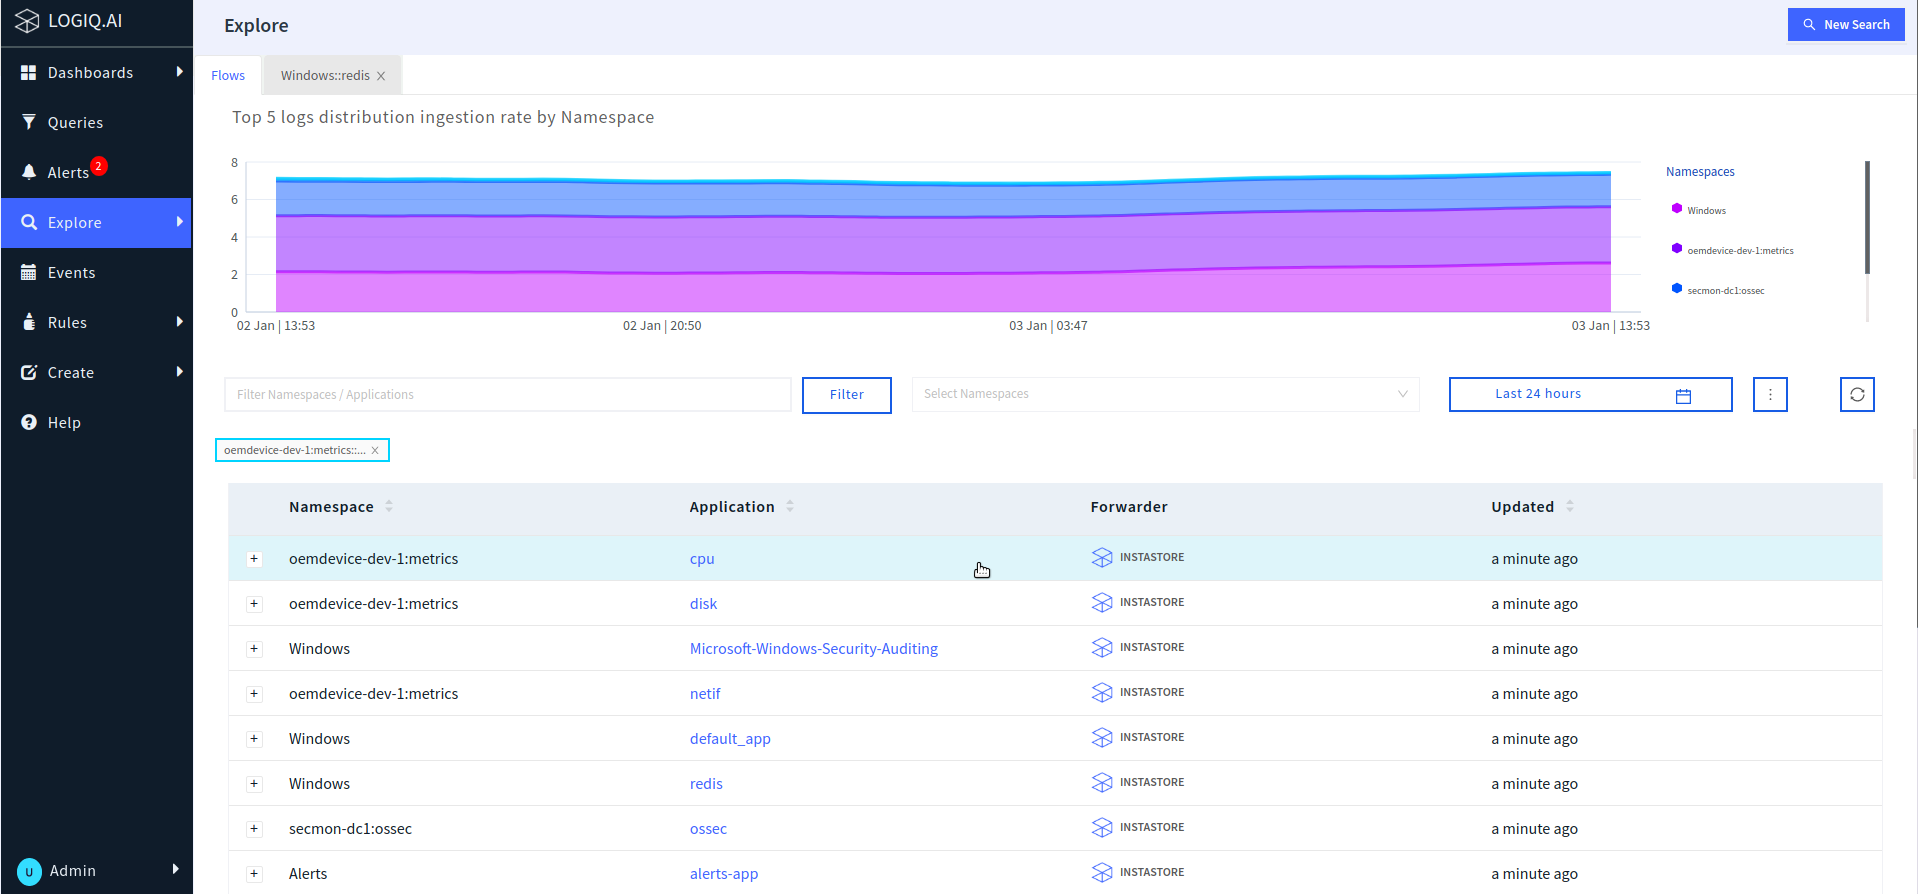 LOGIQ.AI
Dashboards
Queries
Alerts 2
Explore
Events
Rules
Create
Help
U Admin
Explore
New Search
Flows
Windows::redis
Top 5 logs distribution ingestion rate by Namespace
8
6
4
2
0
02 Jan | 13:53
02 Jan | 20:50
03 Jan | 03:47
03 Jan | 13:53
Namespaces
Windows
oemdevice-dev-1:metrics
secmon-dc1:ossec
Filter Namespaces / Applications
Filter
Select Namespaces
Last 24 hours
oemdevice-dev-1:metrics::...
Namespace Application Forwarder Updated
oemdevice-dev-1:metrics cpu INSTASTORE a minute ago
oemdevice-dev-1:metrics disk INSTASTORE a minute ago
Windows Microsoft-Windows-Security-Auditing INSTASTORE a minute ago
oemdevice-dev-1:metrics netif INSTASTORE a minute ago
Windows default_app INSTASTORE a minute ago
Windows redis INSTASTORE a minute ago
secmon-dc1:ossec ossec INSTASTORE a minute ago
Alerts alerts-app INSTASTORE a minute ago